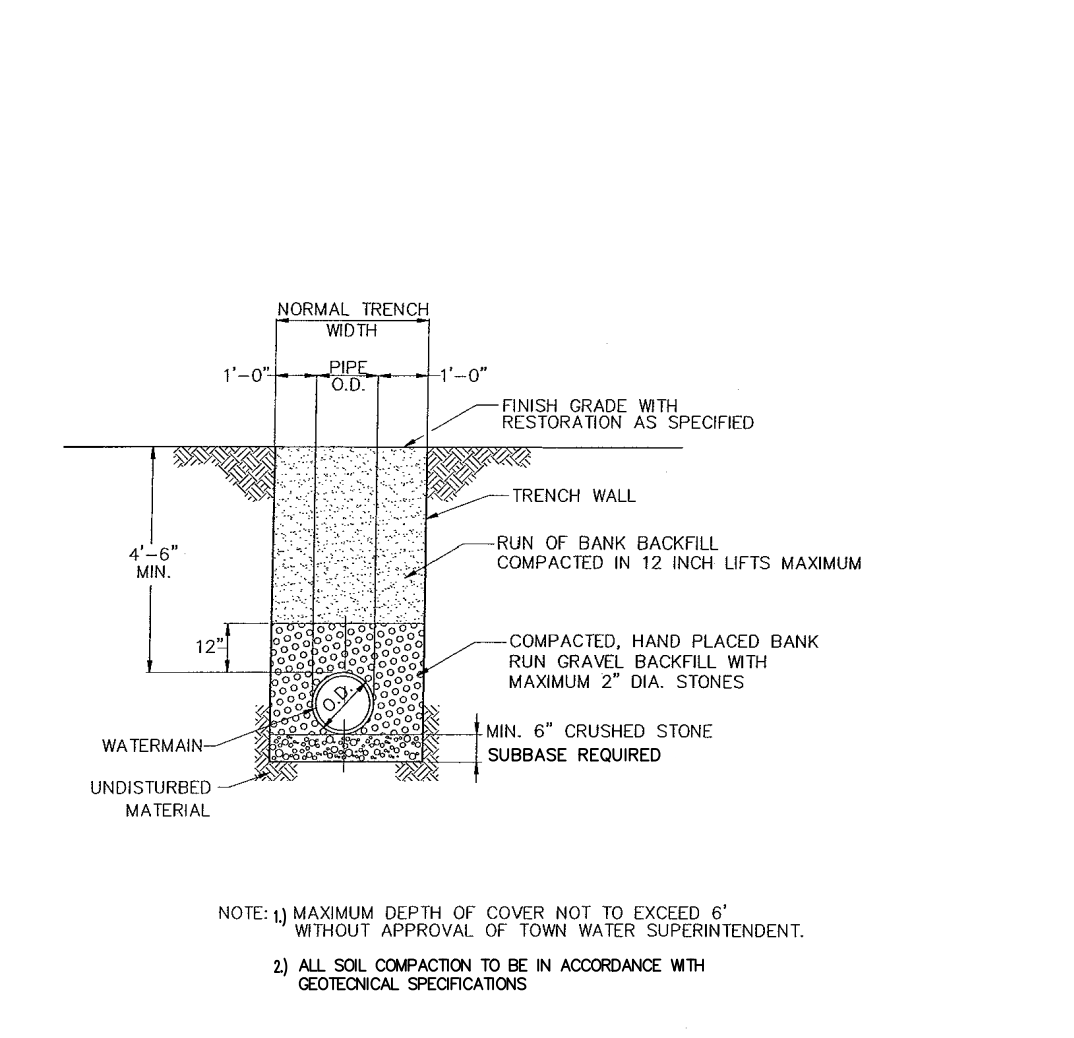 NORMAL TRENCH
WIDTH
1'-0"
PIPE
O.D.
1'-0"
FINISH GRADE WITH
RESTORATION AS SPECIFIED
TRENCH WALL
4'-6"
MIN.
RUN OF BANK BACKFILL
COMPACTED IN 12 INCH LIFTS MAXIMUM
12"
COMPACTED, HAND PLACED BANK
RUN GRAVEL BACKFILL WITH
MAXIMUM 2" DIA. STONES
O.D.
WATERMAIN
MIN. 6" CRUSHED STONE
SUBBASE REQUIRED
UNDISTURBED
MATERIAL
NOTE: 1.) MAXIMUM DEPTH OF COVER NOT TO EXCEED 6'
WITHOUT APPROVAL OF TOWN WATER SUPERINTENDENT.
2.) ALL SOIL COMPACTION TO BE IN ACCORDANCE WITH
GEOTECNICAL SPECIFICATIONS